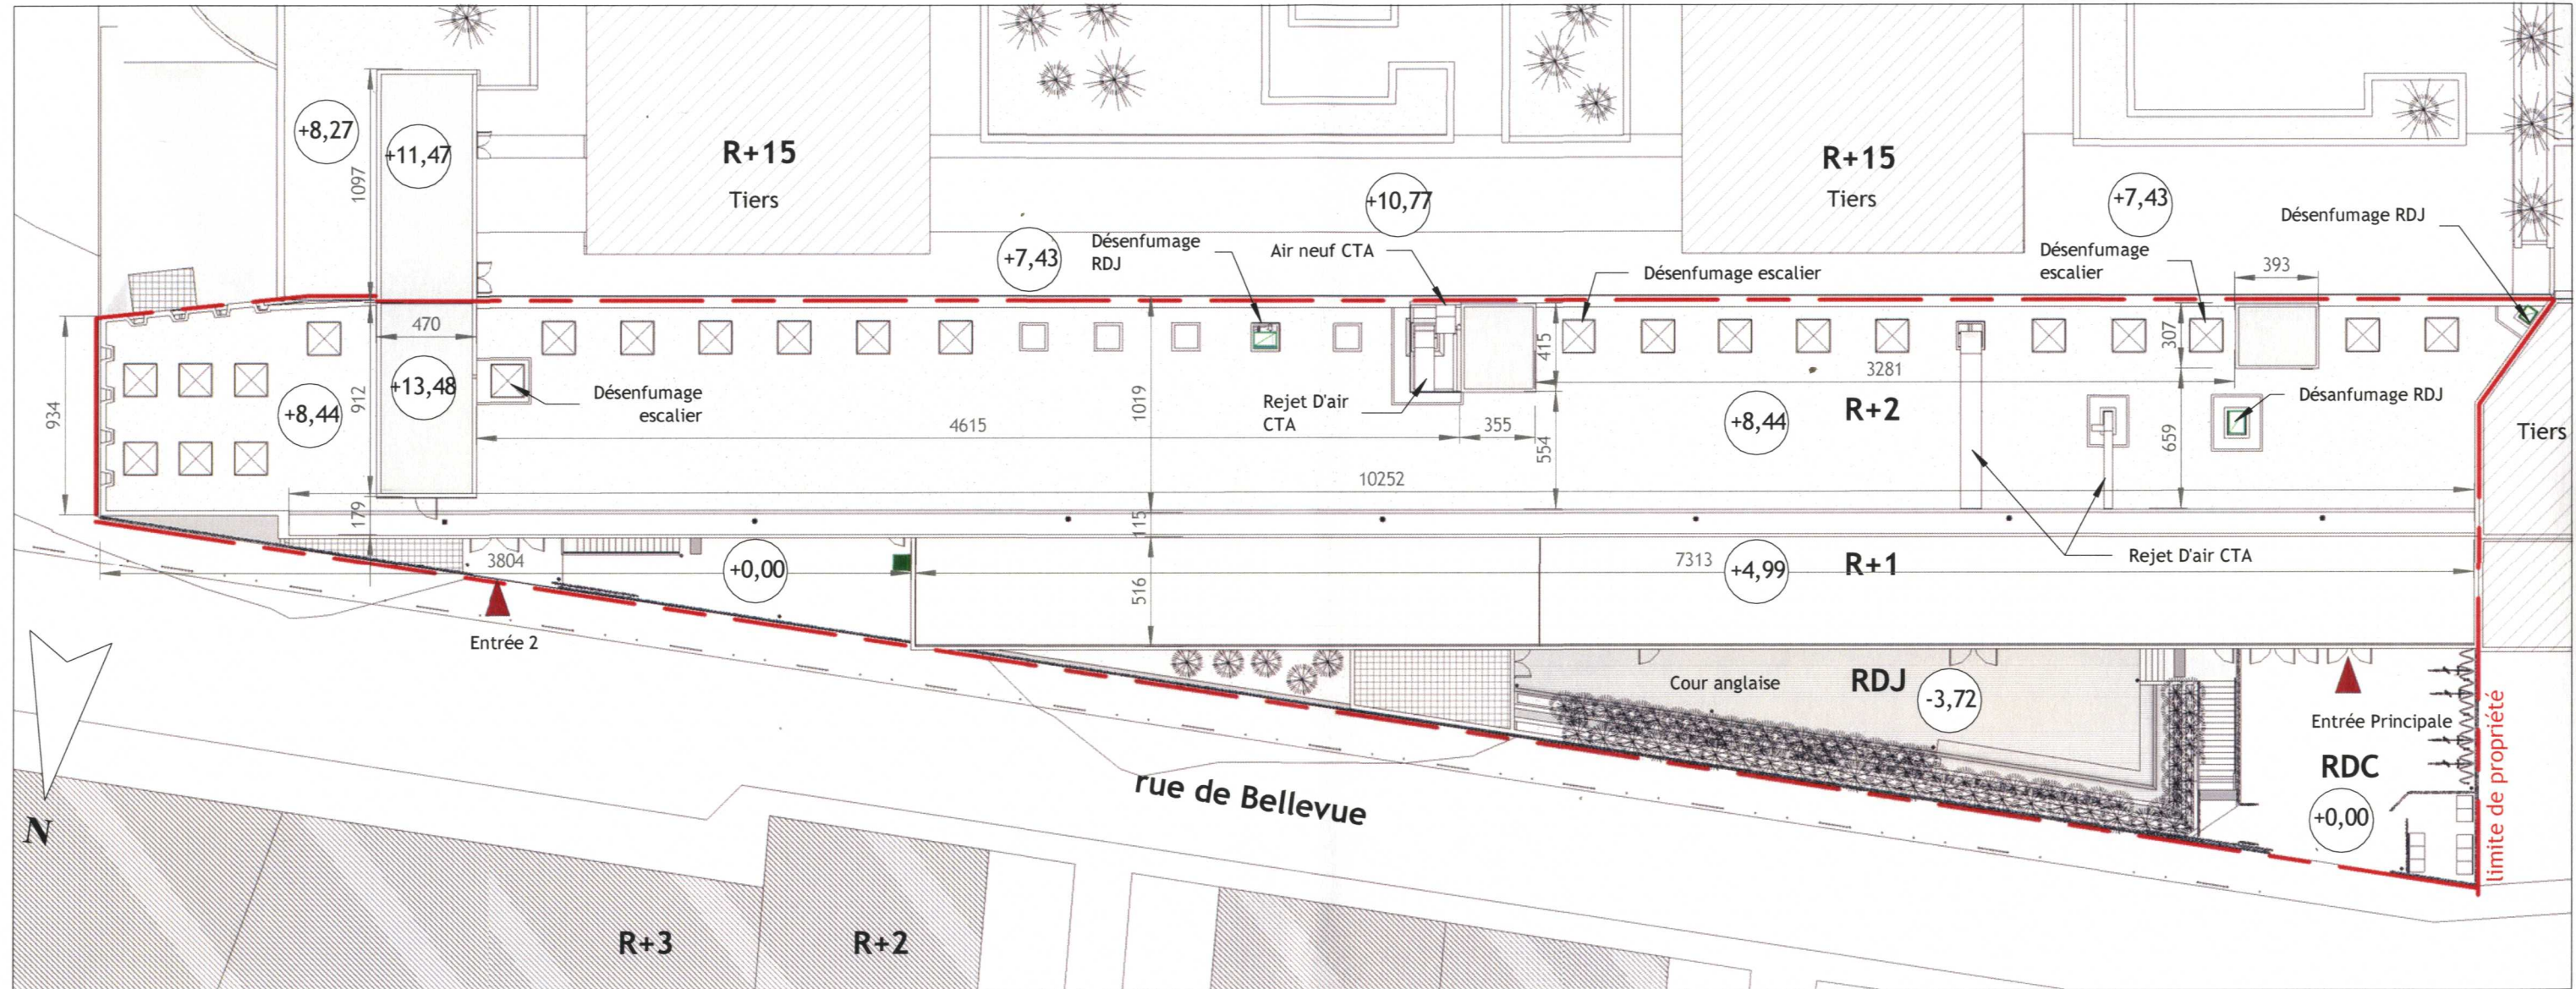 +8,27
+11,47
1097
R+15
Tiers
+10,77
R+15
Tiers
+7,43
Désenfumage RDJ
+7,43
Désenfumage
RDJ
Air neuf CTA
Désenfumage escalier
Désenfumage
escalier
393
470
934
912
+13,48
+8,44
Désenfumage
escalier
4615
1019
Rejet D'air
CTA
355
415
554
3281
+8,44
R+2
307
659
Désanfumage RDJ
Tiers
10252
179
115
3804
+0,00
516
7313
+4,99
R+1
Rejet D'air CTA
Entrée 2
Cour anglaise
RDJ
-3,72
Entrée Principale
RDC
+0,00
limite de propriété
rue de Bellevue
N
R+3
R+2